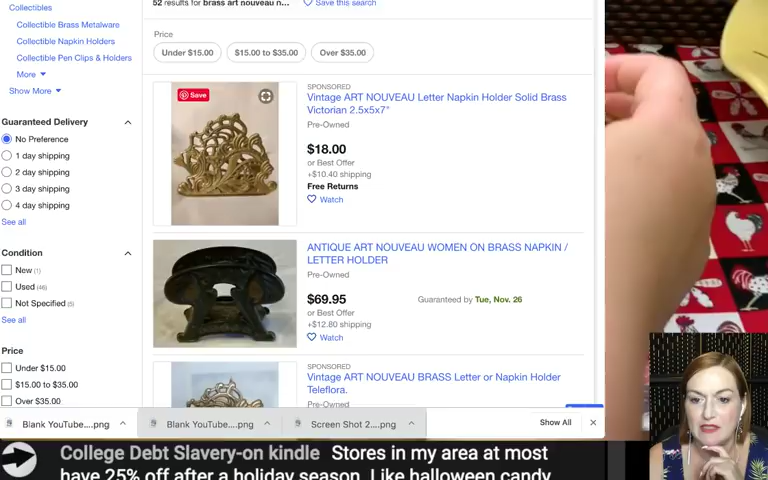 Collectibles
52 results for brass art nouveau n...
Save this search
Collectible Brass Metalware
Collectible Napkin Holders
Collectible Pen Clips & Holders
More
Show More
Price
Under $15.00
$15.00 to $35.00
Over $35.00
Guaranteed Delivery
No Preference
1 day shipping
2 day shipping
3 day shipping
4 day shipping
See all
Condition
New (1)
Used (46)
Not Specified (5)
See all
Price
Under $15.00
$15.00 to $35.00
Over $35.00
Save
SPONSORED
Vintage ART NOUVEAU Letter Napkin Holder Solid Brass
Victorian 2.5x5x7"
Pre-Owned
$18.00
or Best Offer
+$10.40 shipping
Free Returns
Watch
ANTIQUE ART NOUVEAU WOMEN ON BRASS NAPKIN /
LETTER HOLDER
Pre-Owned
$69.95
Guaranteed by Tue, Nov. 26
or Best Offer
+$12.80 shipping
Watch
SPONSORED
Vintage ART NOUVEAU BRASS Letter or Napkin Holder
Teleflora.
Pre-Owned
Blank YouTube....png
Blank YouTube....png
Screen Shot 2....png
Show All
College Debt Slavery-on kindle Stores in my area at most
have 25% off after a holiday season. Like halloween candy